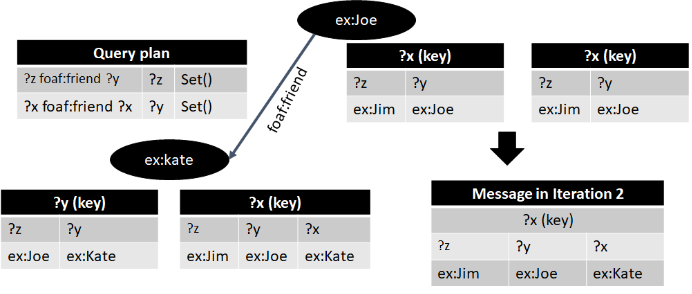 ex:Joe
Query plan
?z foaf:friend ?y ?z Set()
?x foaf:friend ?x ?y Set()
foaf:friend
?x (key)
?z ?y
ex:Jim ex:Joe
?x (key)
?z ?y
ex:Jim ex:Joe
ex:kate
?y (key)
?z ?y
ex:Joe ex:Kate
?x (key)
?z ?y ?x
ex:Jim ex:Joe ex:Kate
Message in Iteration 2
?x (key)
?z ?y ?x
ex:Jim ex:Joe ex:Kate